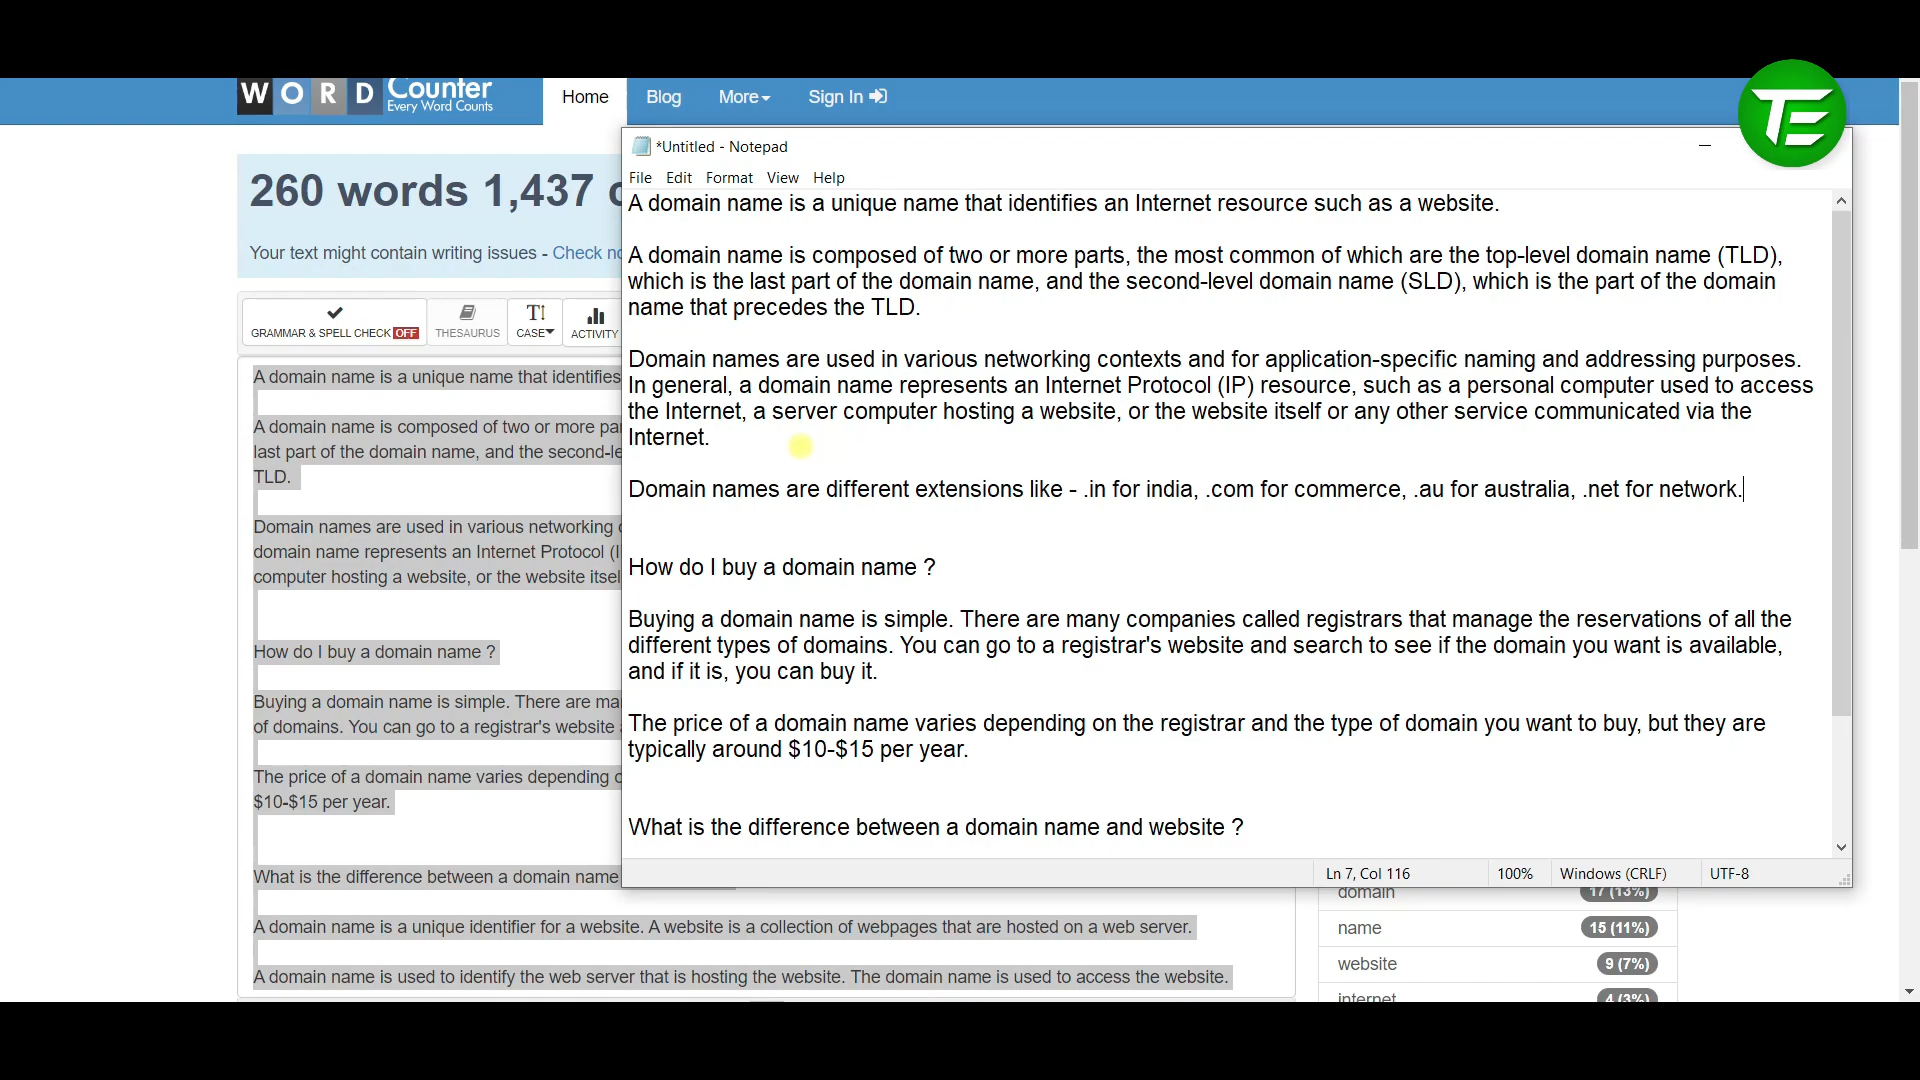 WORD Counter
Every Word Counts
Home
Blog
More
Sign In
TE
260 words 1,437
Your text might contain writing issues - Check
GRAMMAR & SPELL CHECK OFF
THESAURUS
CASE
ACTIVITY
A domain name is a unique name that identifies
A domain name is composed of two or more
last part of the domain name, and the
TLD.
Domain names are used in various networking
domain name represents an Internet Protocol
computer hosting a website, or the website
How do I buy a domain name ?
Buying a domain name is simple. There are
of domains. You can go to a registrar's website
The price of a domain name varies depending
$10-$15 per year.
What is the difference between a domain name
A domain name is a unique identifier for a website. A website is a collection of webpages that are hosted on a web server.
A domain name is used to identify the web server that is hosting the website. The domain name is used to access the website.
*Untitled - Notepad
File Edit Format View Help
A domain name is a unique name that identifies an Internet resource such as a website.
A domain name is composed of two or more parts, the most common of which are the top-level domain name (TLD),
which is the last part of the domain name, and the second-level domain name (SLD), which is the part of the domain
name that precedes the TLD.
Domain names are used in various networking contexts and for application-specific naming and addressing purposes.
In general, a domain name represents an Internet Protocol (IP) resource, such as a personal computer used to access
the Internet, a server computer hosting a website, or the website itself or any other service communicated via the
Internet.
Domain names are different extensions like - .in for india, .com for commerce, .au for australia, .net for network.
How do I buy a domain name ?
Buying a domain name is simple. There are many companies called registrars that manage the reservations of all the
different types of domains. You can go to a registrar's website and search to see if the domain you want is available,
and if it is, you can buy it.
The price of a domain name varies depending on the registrar and the type of domain you want to buy, but they are
typically around $10-$15 per year.
What is the difference between a domain name and website ?
Ln 7, Col 116
100%
Windows (CRLF)
UTF-8
domain 17 (13%)
name 15 (11%)
website 9 (7%)
internet 4 (3%)